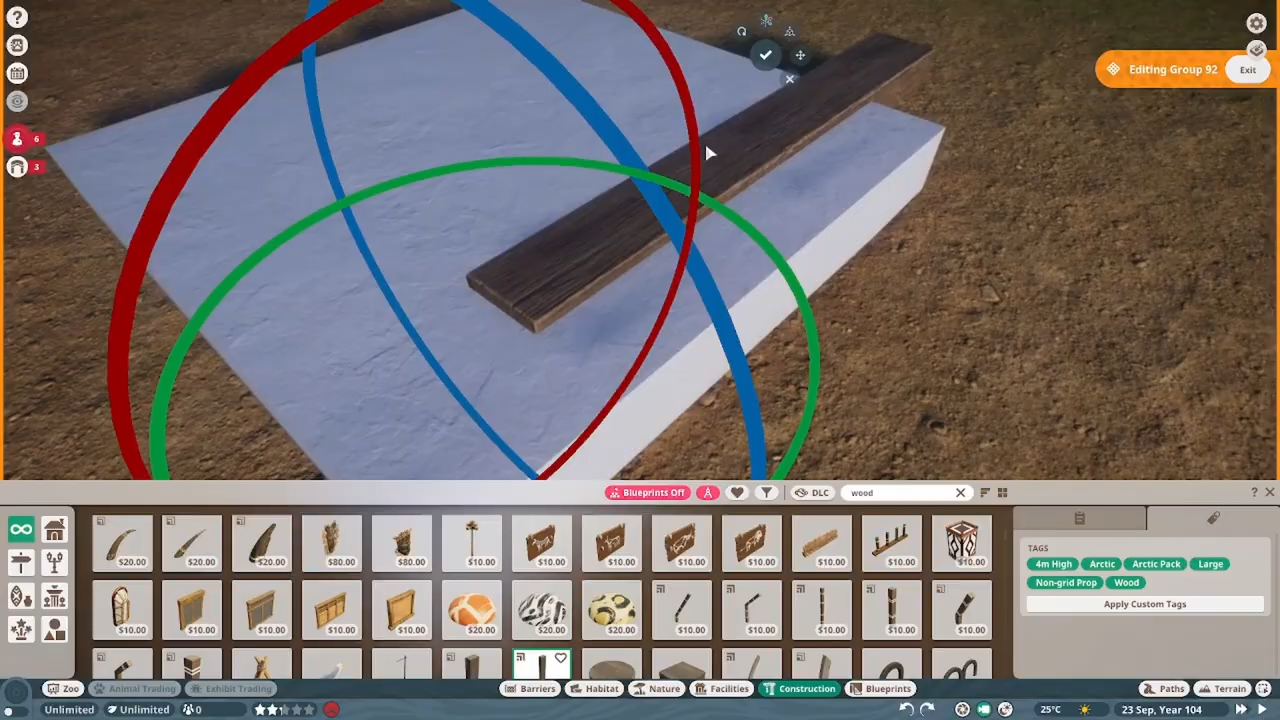 ?
Editing Group 92
Exit
6
3
Blueprints Off
DLC
wood
?
$20.00 $20.00 $20.00 $80.00 $80.00 $10.00 $10.00 $10.00 $10.00 $10.00 $10.00 $10.00 $10.00
$10.00 $10.00 $10.00 $10.00 $10.00 $20.00 $20.00 $20.00 $10.00 $10.00 $10.00 $10.00 $10.00
TAGS
4m High Arctic Arctic Pack Large
Non-grid Prop Wood
Apply Custom Tags
Zoo Animal Trading Exhibit Trading Barriers Habitat Nature Facilities Construction Blueprints Paths Terrain
Unlimited Unlimited 0 25°C 23 Sep, Year 104